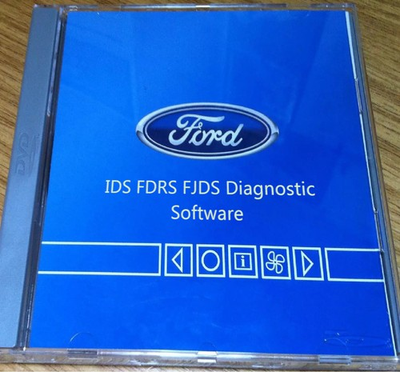 DVD
Ford
IDS FDRS FJDS Diagnostic
Software
i